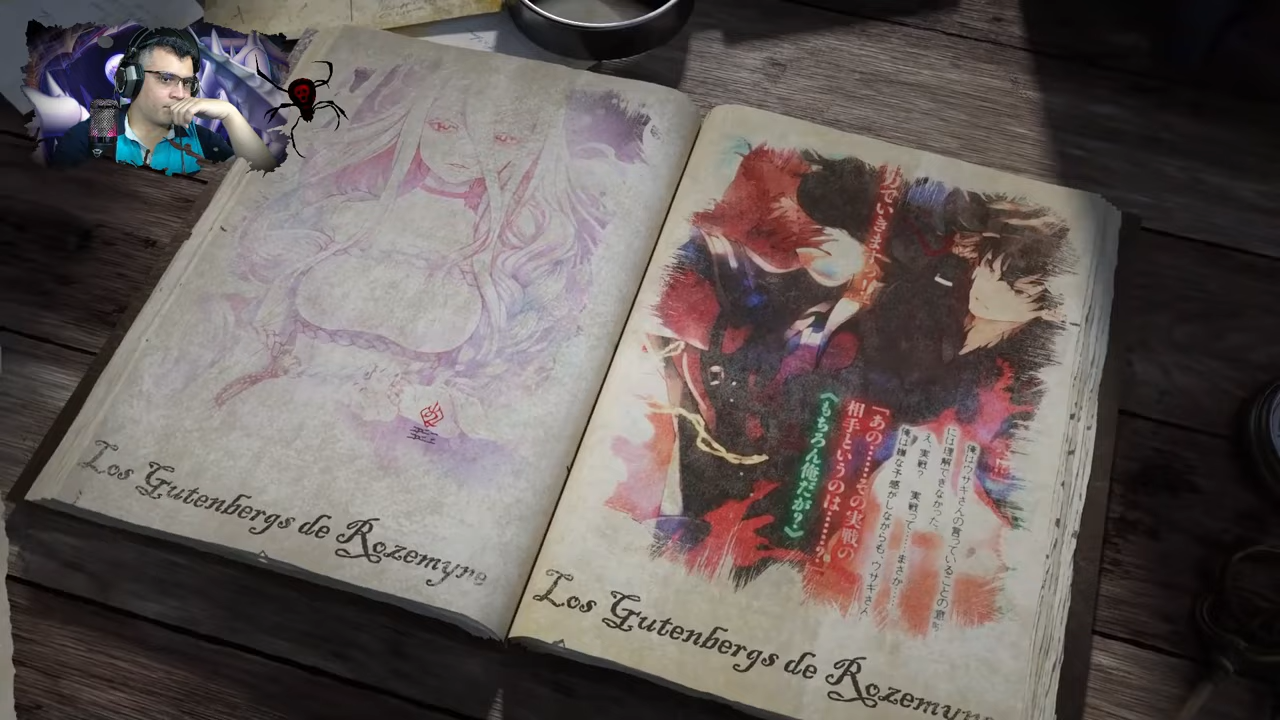 Los Gutenbergs de Rozemyne
「あの……その実戦の
相手というのは……？」
《もちろん俺だが？》
俺はウサギさんの言っていることの意味
には理解できなかった。
え、実戦？　実戦って……まさか……
俺は嫌な予感がしながらも、ウサギさん
Los Gutenbergs de Rozemyne